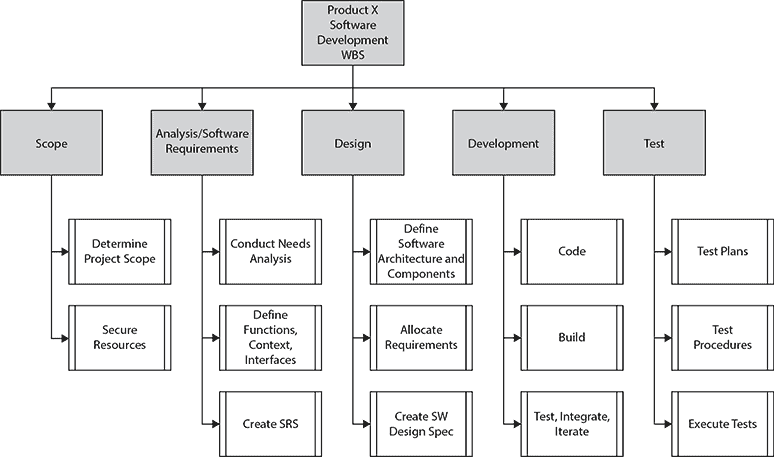 Product X
Software
Development
WBS
Scope
Analysis/Software
Requirements
Design
Development
Test
Determine
Project Scope
Secure
Resources
Conduct Needs
Analysis
Define
Functions,
Context,
Interfaces
Create SRS
Define
Software
Architecture and
Components
Allocate
Requirements
Create SW
Design Spec
Code
Build
Test, Integrate,
Iterate
Test Plans
Test
Procedures
Execute Tests